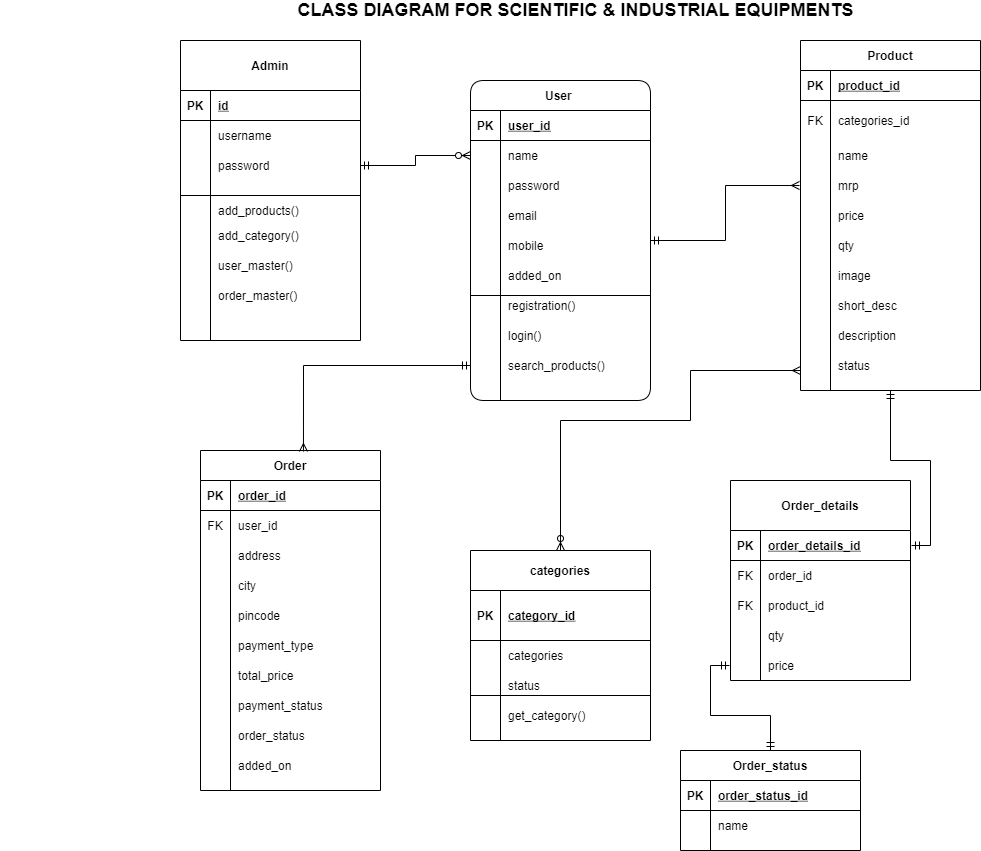 CLASS DIAGRAM FOR SCIENTIFIC & INDUSTRIAL EQUIPMENTS
Admin
PK id
username
password
add_products()
add_category()
user_master()
order_master()
User
PK user_id
name
password
email
mobile
added_on
registration()
login()
search_products()
Product
PK product_id
FK categories_id
name
mrp
price
qty
image
short_desc
description
status
Order
PK order_id
FK user_id
address
city
pincode
payment_type
total_price
payment_status
order_status
added_on
categories
PK category_id
categories
status
get_category()
Order_details
PK order_details_id
FK order_id
FK product_id
qty
price
Order_status
PK order_status_id
name